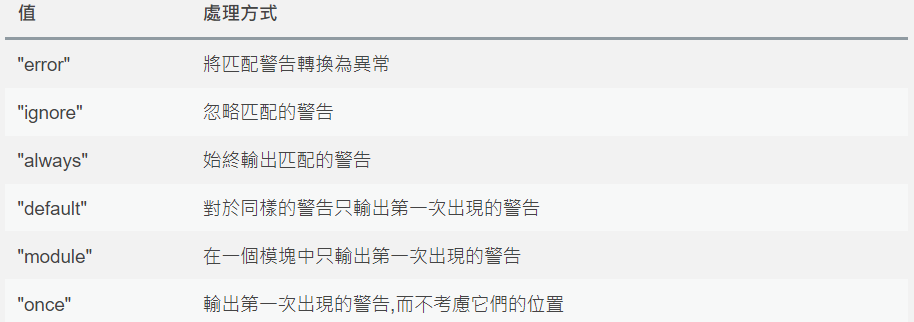 值 處理方式
"error" 將匹配警告轉換為異常
"ignore" 忽略匹配的警告
"always" 始終輸出匹配的警告
"default" 對於同樣的警告只輸出第一次出現的警告
"module" 在一個模塊中只輸出第一次出現的警告
"once" 輸出第一次出現的警告,而不考慮它們的位置